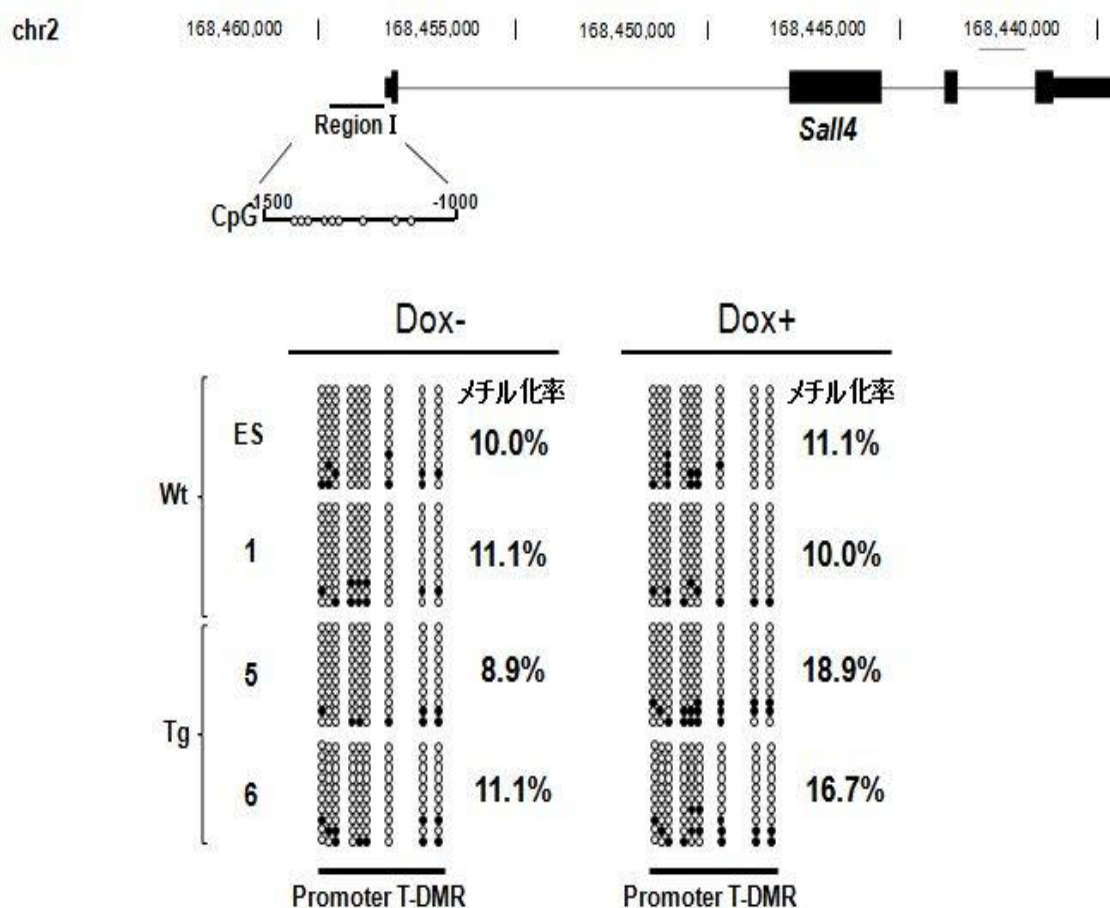 chr2 168,460,000 | 168,455,000 | 168,450,000 | 168,445,000 | 168,440,000 |
Region I
Sall4
-1500 -1000
CpG
Dox- Dox+
メチル化率 メチル化率
ES 10.0% 11.1%
Wt
1 11.1% 10.0%
5 8.9% 18.9%
Tg
6 11.1% 16.7%
Promoter T-DMR Promoter T-DMR